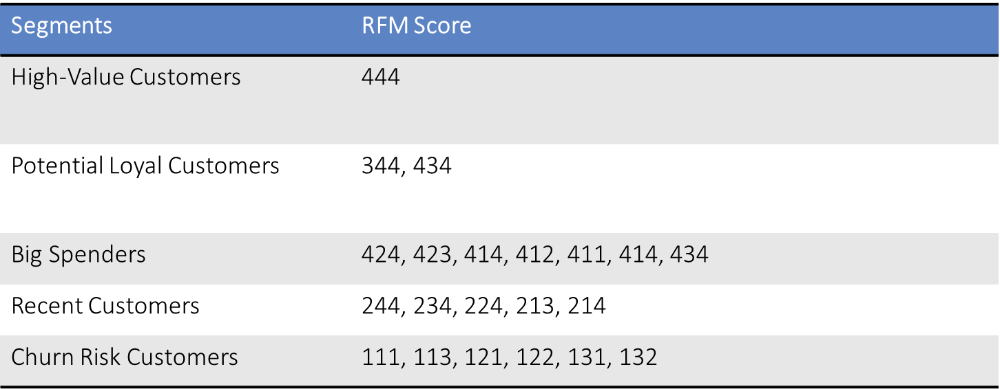 Segments RFM Score
High-Value Customers 444
Potential Loyal Customers 344, 434
Big Spenders 424, 423, 414, 412, 411, 414, 434
Recent Customers 244, 234, 224, 213, 214
Churn Risk Customers 111, 113, 121, 122, 131, 132